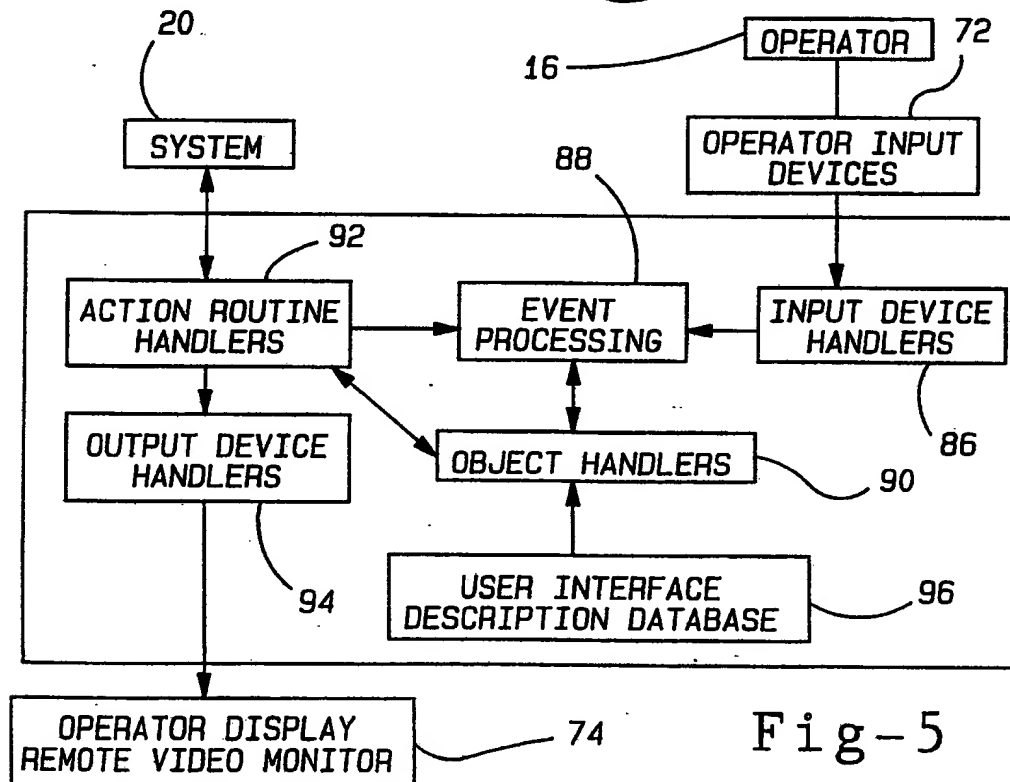 20
16
OPERATOR
72
SYSTEM
OPERATOR INPUT
DEVICES
88
92
ACTION ROUTINE
HANDLERS
EVENT
PROCESSING
INPUT DEVICE
HANDLERS
86
OUTPUT DEVICE
HANDLERS
OBJECT HANDLERS
90
94
USER INTERFACE
DESCRIPTION DATABASE
96
OPERATOR DISPLAY
REMOTE VIDEO MONITOR
74
Fig-5